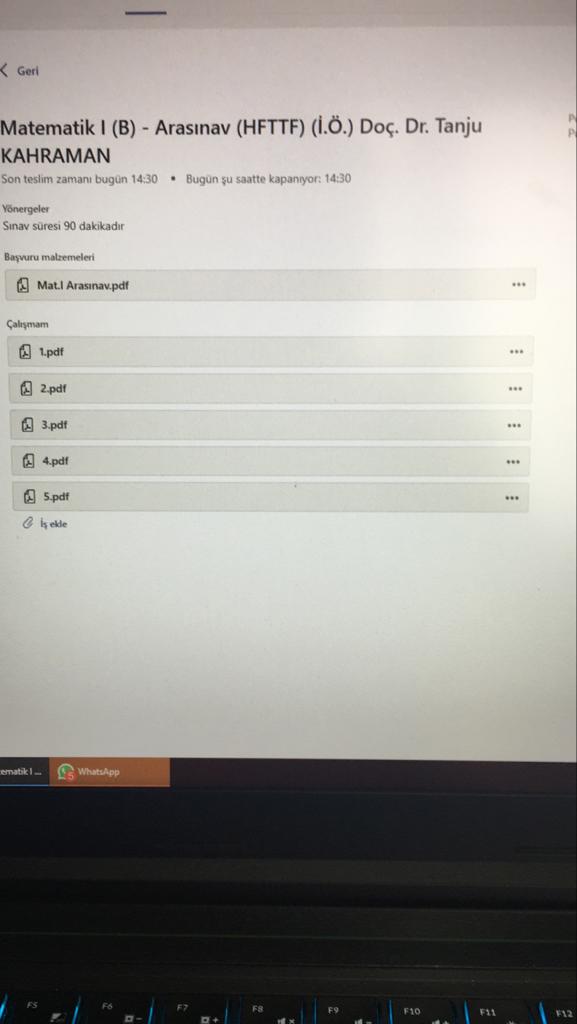 Geri
Matematik I (B) - Arasınav (HFTTF) (İ.Ö.) Doç. Dr. Tanju
KAHRAMAN
Son teslim zamanı bugün 14:30 • Bugün şu saatte kapanıyor: 14:30
Yönergeler
Sınav süresi 90 dakikadır
Başvuru malzemeleri
Mat.I Arasınav.pdf
Çalışmam
1.pdf
2.pdf
3.pdf
4.pdf
5.pdf
İş ekle
ematik I ... 5 WhatsApp
F5 F6 F7 F8 F9 F10 F11 F12